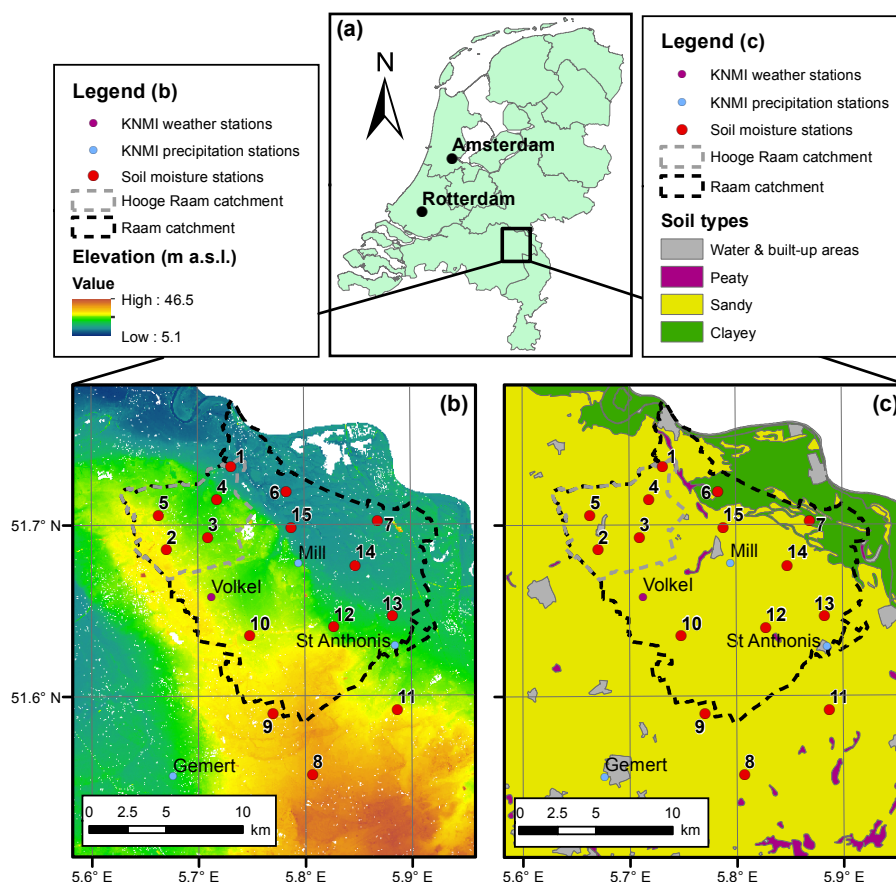 (a)
N
Amsterdam
Rotterdam
Legend (b)
KNMI weather stations
KNMI precipitation stations
Soil moisture stations
Hooge Raam catchment
Raam catchment
Elevation (m a.s.l.)
Value
High : 46.5
Low : 5.1
Legend (c)
KNMI weather stations
KNMI precipitation stations
Soil moisture stations
Hooge Raam catchment
Raam catchment
Soil types
Water & built-up areas
Peaty
Sandy
Clayey
(b)
1
6
4
5
15
7
51.7°N
3
2
Mill
14
Volkel
13
12
10
St Anthonis
51.6°N
11
9
8
Gemert
0 2.5 5 10
km
5.6° E 5.7° E 5.8° E 5.9° E
(c)
1
6
4
5
15
7
3
2
Mill
14
Volkel
13
12
10
St Anthonis
11
9
8
Gemert
0 2.5 5 10
km
5.6° E 5.7° E 5.8° E 5.9° E